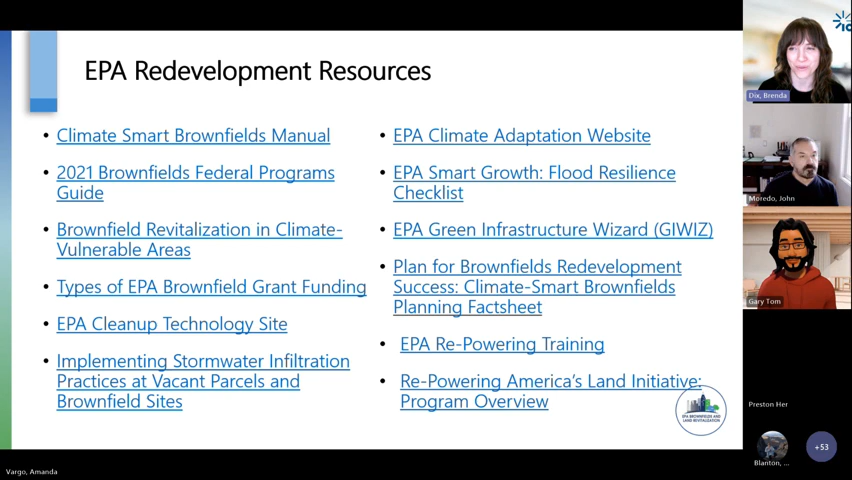 EPA Redevelopment Resources
• Climate Smart Brownfields Manual
• 2021 Brownfields Federal Programs
Guide
• Brownfield Revitalization in Climate-
Vulnerable Areas
• Types of EPA Brownfield Grant Funding
• EPA Cleanup Technology Site
• Implementing Stormwater Infiltration
Practices at Vacant Parcels and
Brownfield Sites
• EPA Climate Adaptation Website
• EPA Smart Growth: Flood Resilience
Checklist
• EPA Green Infrastructure Wizard (GIWIZ)
• Plan for Brownfields Redevelopment
Success: Climate-Smart Brownfields
Planning Factsheet
• EPA Re-Powering Training
• Re-Powering America's Land Initiative:
Program Overview
EPA BROWNFIELDS AND
LAND REVITALIZATION
Dix, Brenda
Moredo, John
Gary Tom
Preston Her
Blanton, ...
+53
Vargo, Amanda